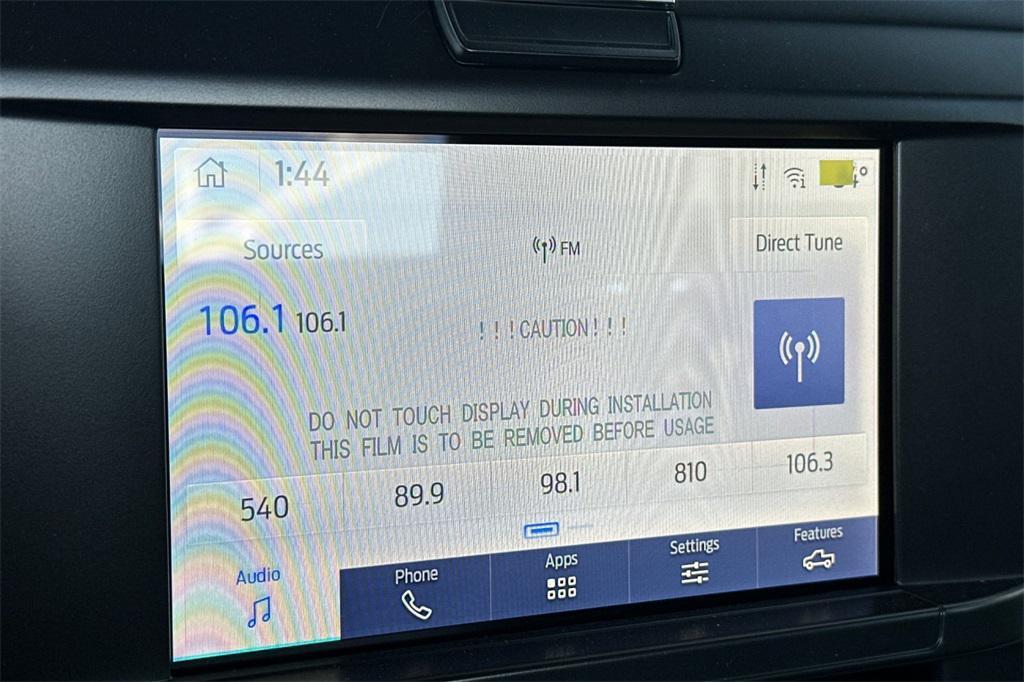 1:44
Sources
FM
Direct Tune
106.1 106.1
! ! ! CAUTION ! ! !
DO NOT TOUCH DISPLAY DURING INSTALLATION
THIS FILM IS TO BE REMOVED BEFORE USAGE
540 89.9 98.1 810 106.3
Audio Phone Apps Settings Features